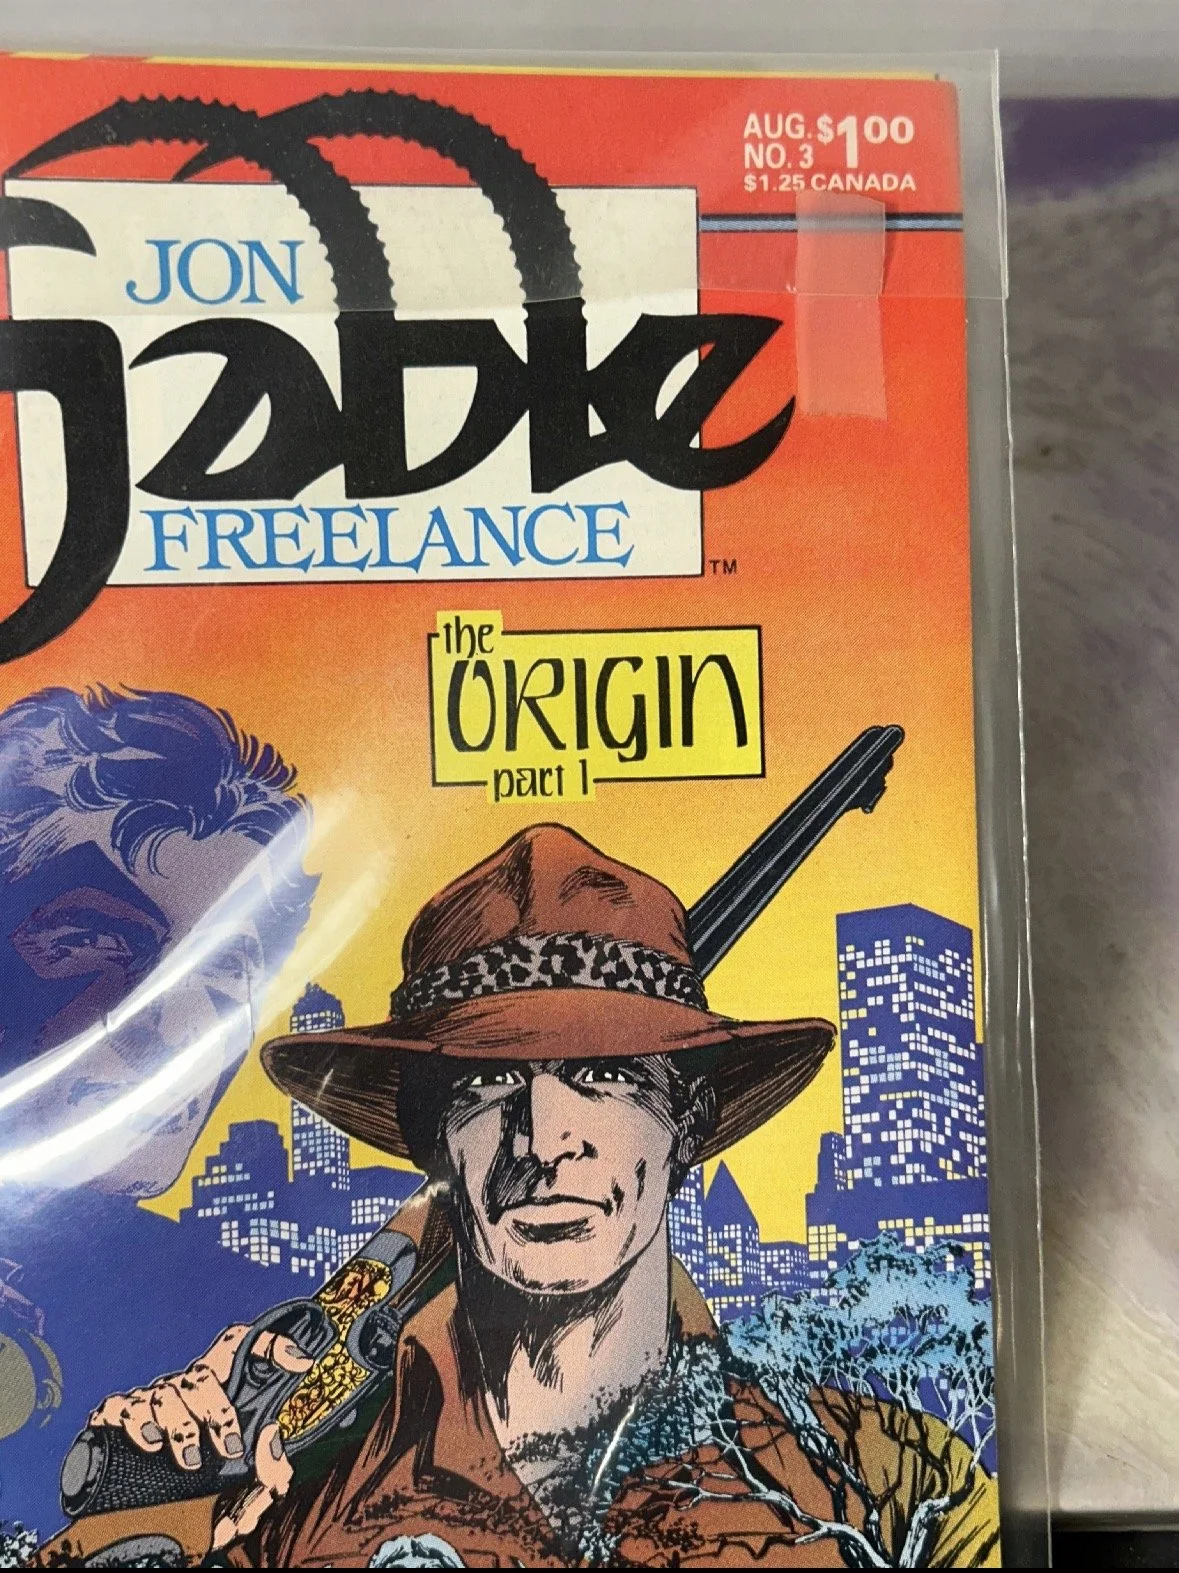 AUG. $1.00
NO. 3
$1.25 CANADA
JON
Sable
FREELANCE
TM
the
ORIGIN
part 1